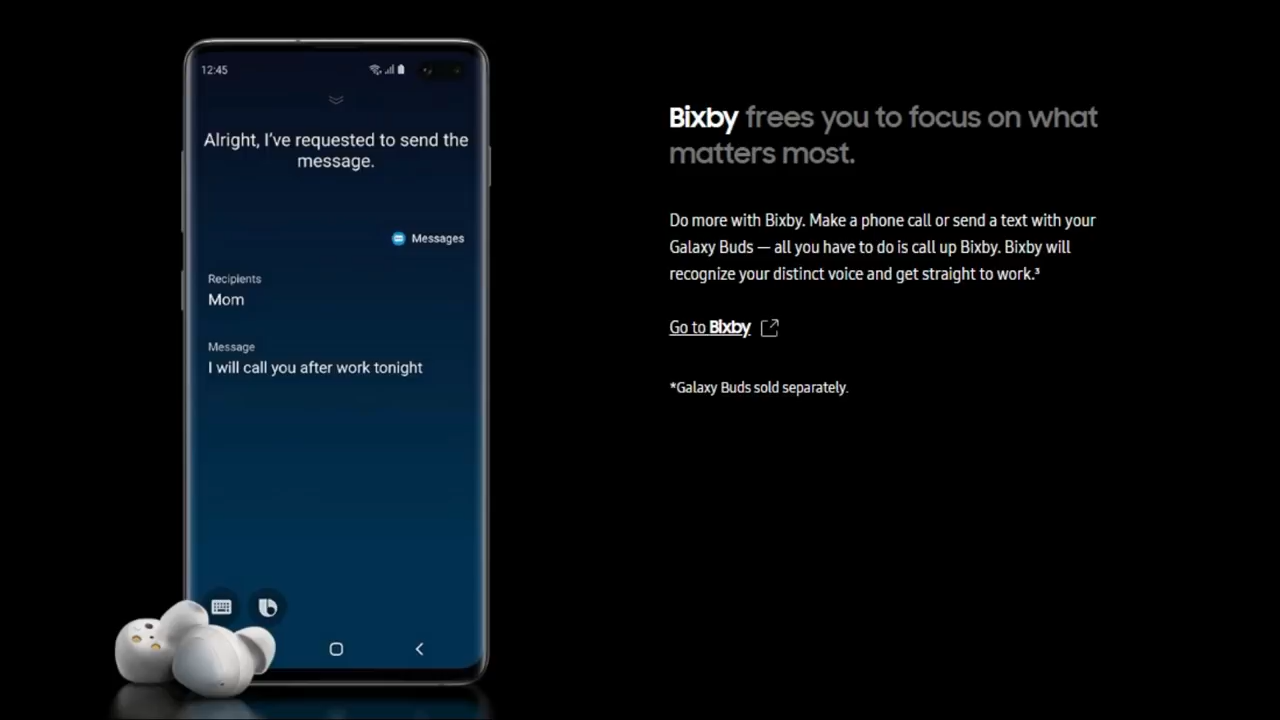 12:45
Alright, I've requested to send the
message.
Messages
Recipients
Mom
Message
I will call you after work tonight
Bixby frees you to focus on what
matters most.
Do more with Bixby. Make a phone call or send a text with your
Galaxy Buds — all you have to do is call up Bixby. Bixby will
recognize your distinct voice and get straight to work.³
Go to Bixby
*Galaxy Buds sold separately.